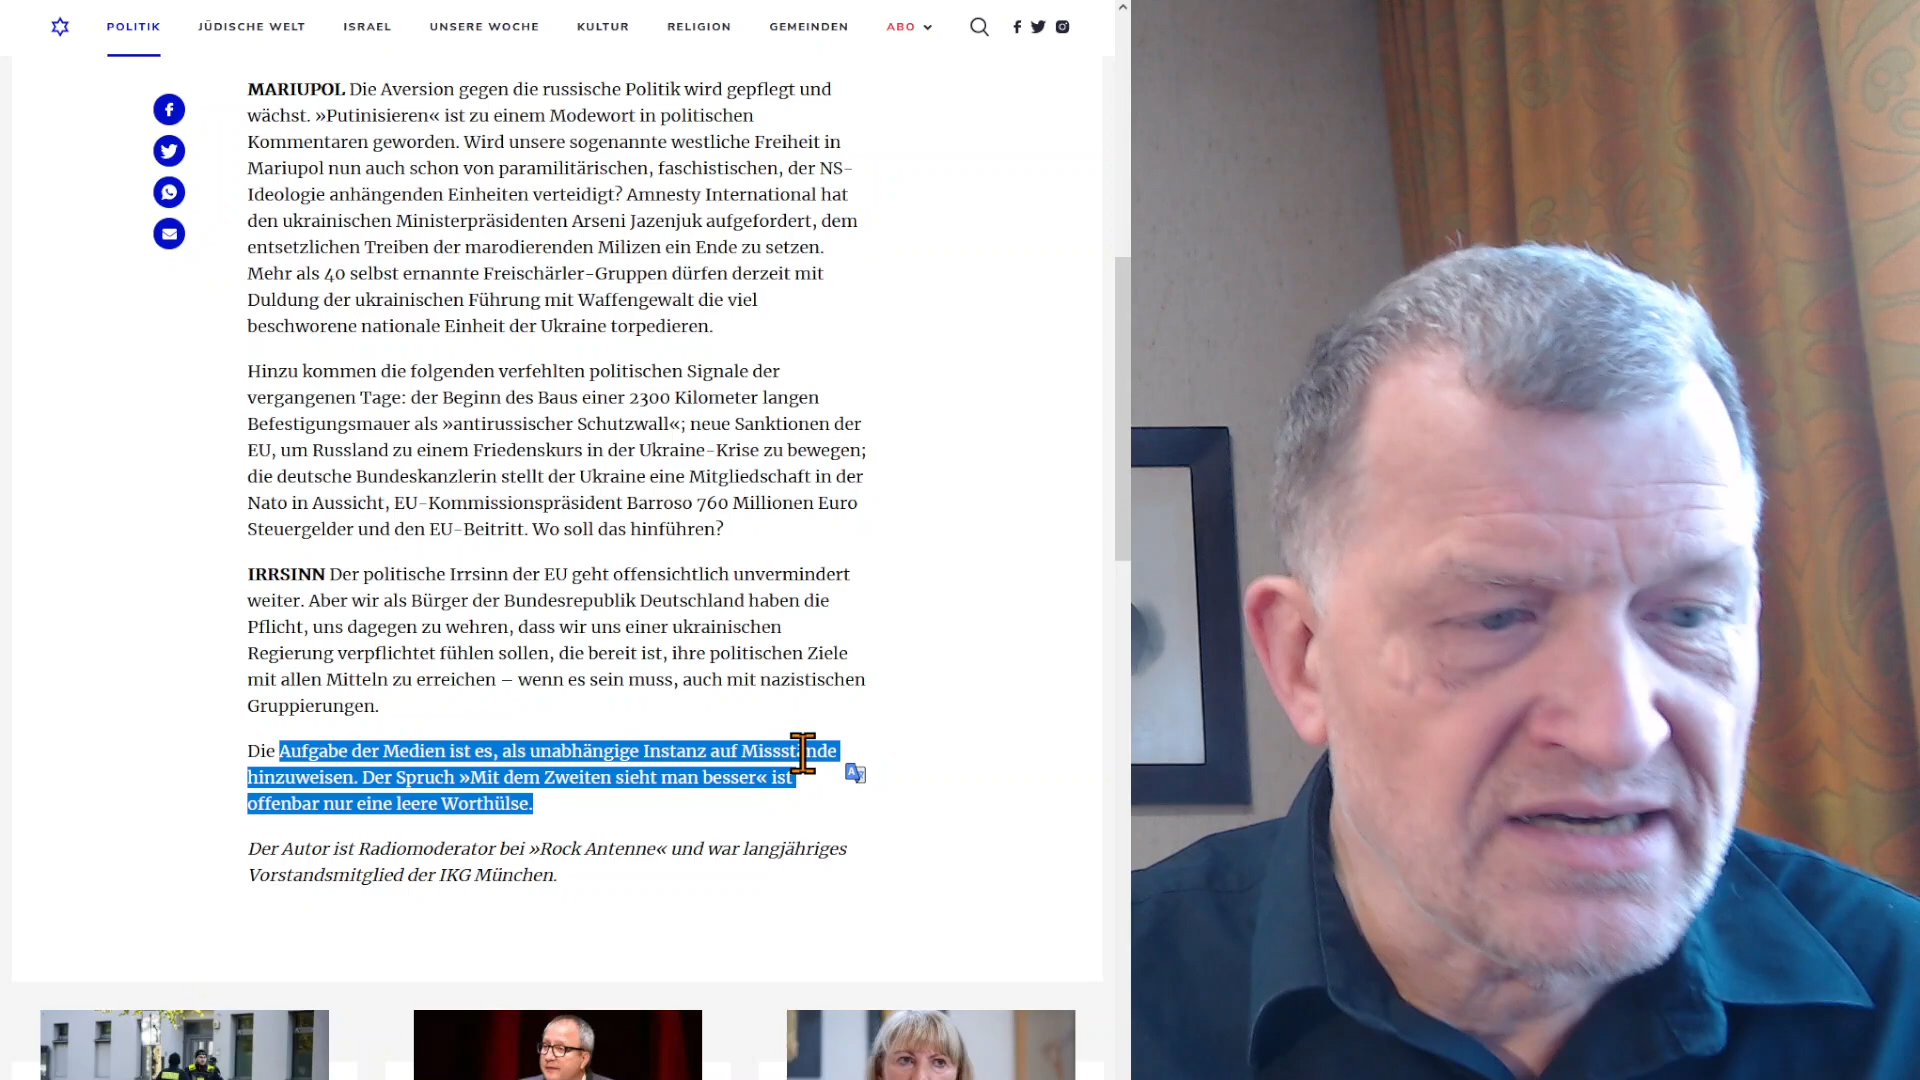 POLITIK JÜDISCHE WELT ISRAEL UNSERE WOCHE KULTUR RELIGION GEMEINDEN ABO
MARIUPOL Die Aversion gegen die russische Politik wird gepflegt und
wächst. »Putinisieren« ist zu einem Modewort in politischen
Kommentaren geworden. Wird unsere sogenannte westliche Freiheit in
Mariupol nun auch schon von paramilitärischen, faschistischen, der NS-
Ideologie anhängenden Einheiten verteidigt? Amnesty International hat
den ukrainischen Ministerpräsidenten Arseni Jazenjuk aufgefordert, dem
entsetzlichen Treiben der marodierenden Milizen ein Ende zu setzen.
Mehr als 40 selbst ernannte Freischärler-Gruppen dürfen derzeit mit
Duldung der ukrainischen Führung mit Waffengewalt die viel
beschworene nationale Einheit der Ukraine torpedieren.
Hinzu kommen die folgenden verfehlten politischen Signale der
vergangenen Tage: der Beginn des Baus einer 2300 Kilometer langen
Befestigungsmauer als »antirussischer Schutzwall«; neue Sanktionen der
EU, um Russland zu einem Friedenskurs in der Ukraine-Krise zu bewegen;
die deutsche Bundeskanzlerin stellt der Ukraine eine Mitgliedschaft in der
Nato in Aussicht, EU-Kommissionspräsident Barroso 760 Millionen Euro
Steuergelder und den EU-Beitritt. Wo soll das hinführen?
IRRSINN Der politische Irrsinn der EU geht offensichtlich unvermindert
weiter. Aber wir als Bürger der Bundesrepublik Deutschland haben die
Pflicht, uns dagegen zu wehren, dass wir uns einer ukrainischen
Regierung verpflichtet fühlen sollen, die bereit ist, ihre politischen Ziele
mit allen Mitteln zu erreichen – wenn es sein muss, auch mit nazistischen
Gruppierungen.
Die Aufgabe der Medien ist es, als unabhängige Instanz auf Missstände
hinzuweisen. Der Spruch »Mit dem Zweiten sieht man besser« ist
offenbar nur eine leere Worthülse.
Der Autor ist Radiomoderator bei »Rock Antenne« und war langjähriges
Vorstandsmitglied der IKG München.